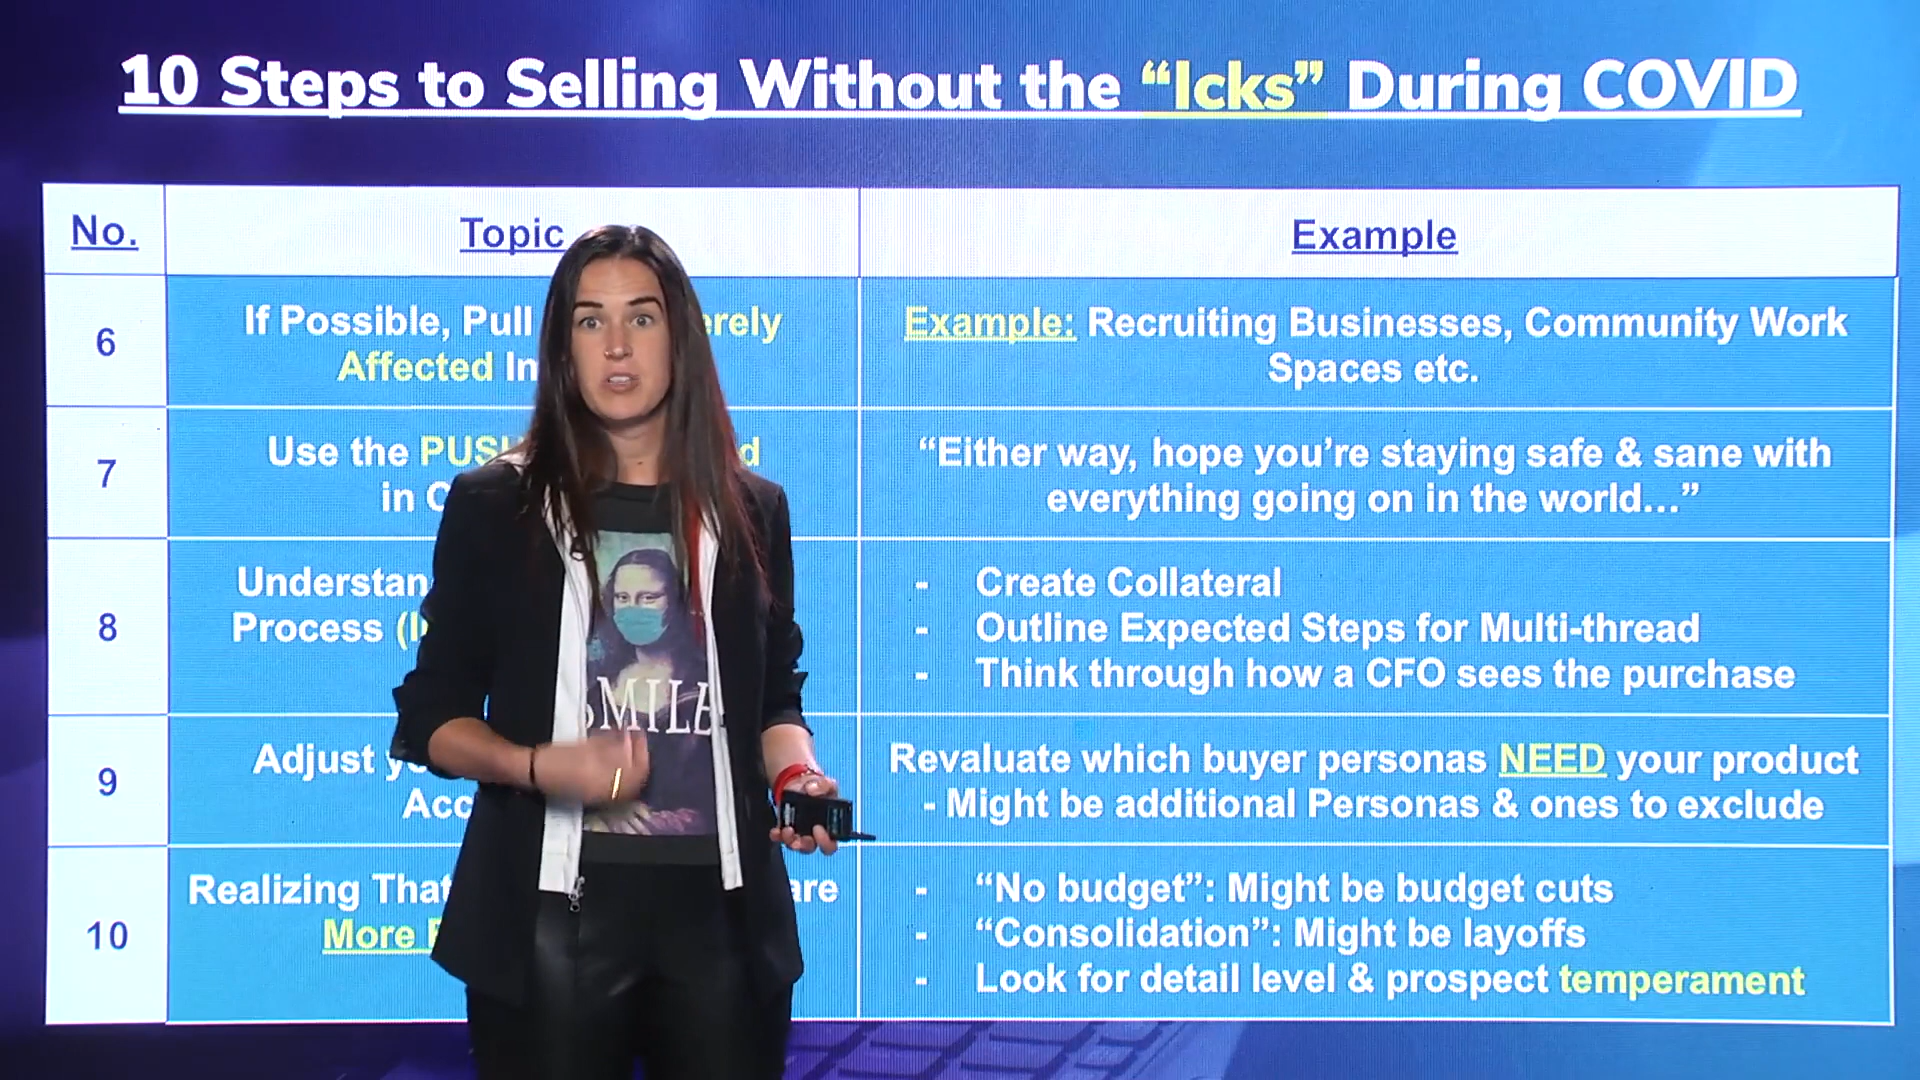 10 Steps to Selling Without the “Icks” During COVID
No. Topic Example
6
If Possible, Pull
Affected
Example: Recruiting Businesses, Community Work
Spaces etc.
7
Use the
in
“Either way, hope you’re staying safe & sane with
everything going on in the world...”
8
Process
- Create Collateral
- Outline Expected Steps for Multi-thread
- Think through how a CFO sees the purchase
9
Adjust
Revaluate which buyer personas NEED your product
- Might be additional Personas & ones to exclude
10
Realizing That are
More
- “No budget”: Might be budget cuts
- “Consolidation”: Might be layoffs
- Look for detail level & prospect temperament
SMILE